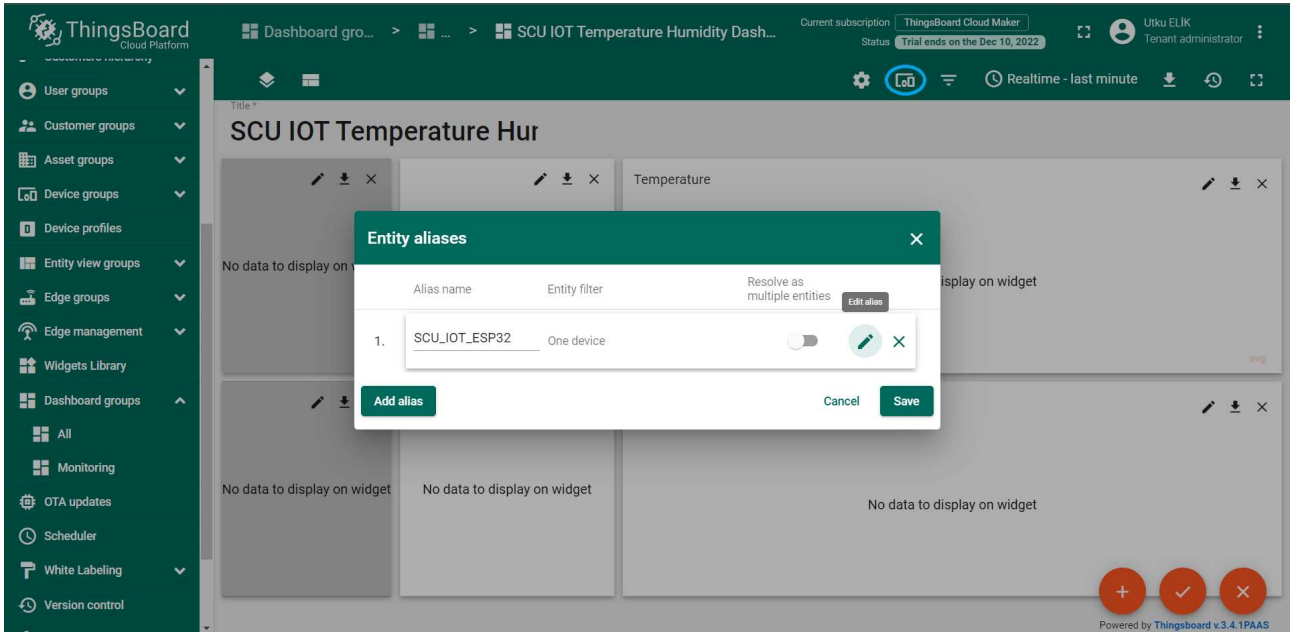 ThingsBoard
Cloud Platform
Dashboard gro... > ... > SCU IOT Temperature Humidity Dash...
Current subscription ThingsBoard Cloud Maker
Status Trial ends on the Dec 10, 2022
Utku ELİK
Tenant administrator
Customers hierarchy
User groups
Customer groups
Asset groups
Device groups
Device profiles
Entity view groups
Edge groups
Edge management
Widgets Library
Dashboard groups
All
Monitoring
OTA updates
Scheduler
White Labeling
Version control
Realtime - last minute
Title *
SCU IOT Temperature Hur
Temperature
No data to display on
isplay on widget
avg
Entity aliases
Alias name
Entity filter
Resolve as
multiple entities
Edit alias
1.
SCU_IOT_ESP32
One device
Add alias
Cancel
Save
No data to display on widget
No data to display on widget
No data to display on widget
Powered by Thingsboard v.3.4.1PAAS